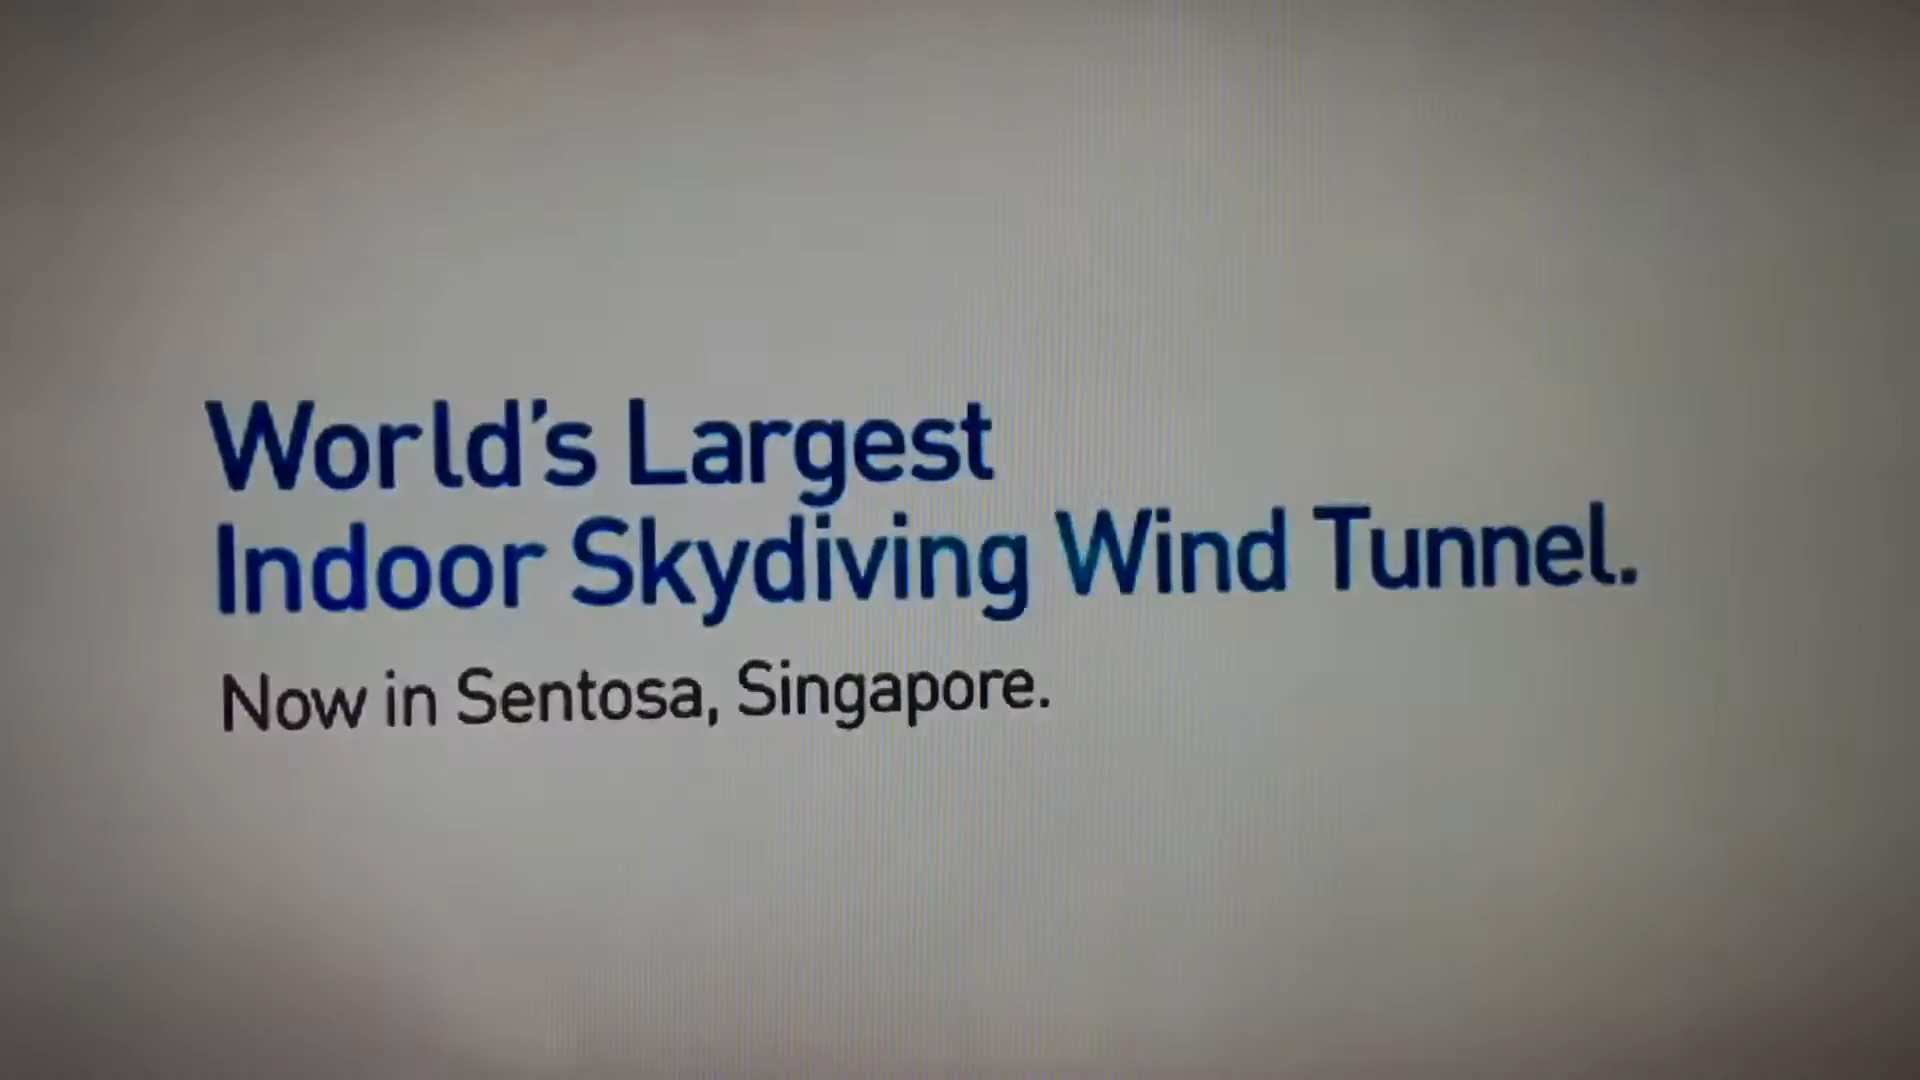 World's Largest
Indoor Skydiving Wind Tunnel.
Now in Sentosa, Singapore.